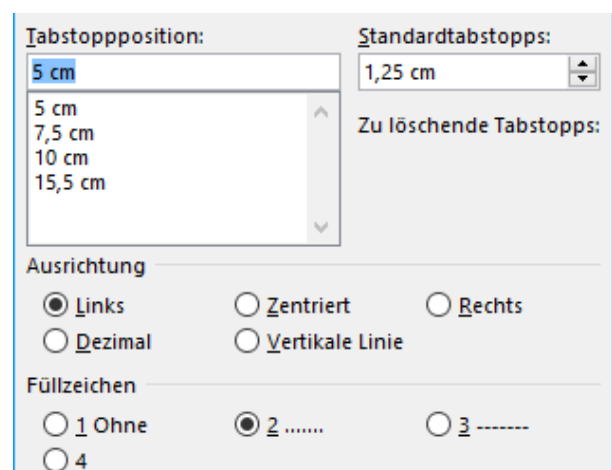 Tabstoppposition: Standardtabstopps:
5 cm 1,25 cm
5 cm
7,5 cm
10 cm
15,5 cm
Zu löschende Tabstopps:
Ausrichtung
Links Zentriert Rechts
Dezimal Vertikale Linie
Füllzeichen
1 Ohne 2 ....... 3 -------
4